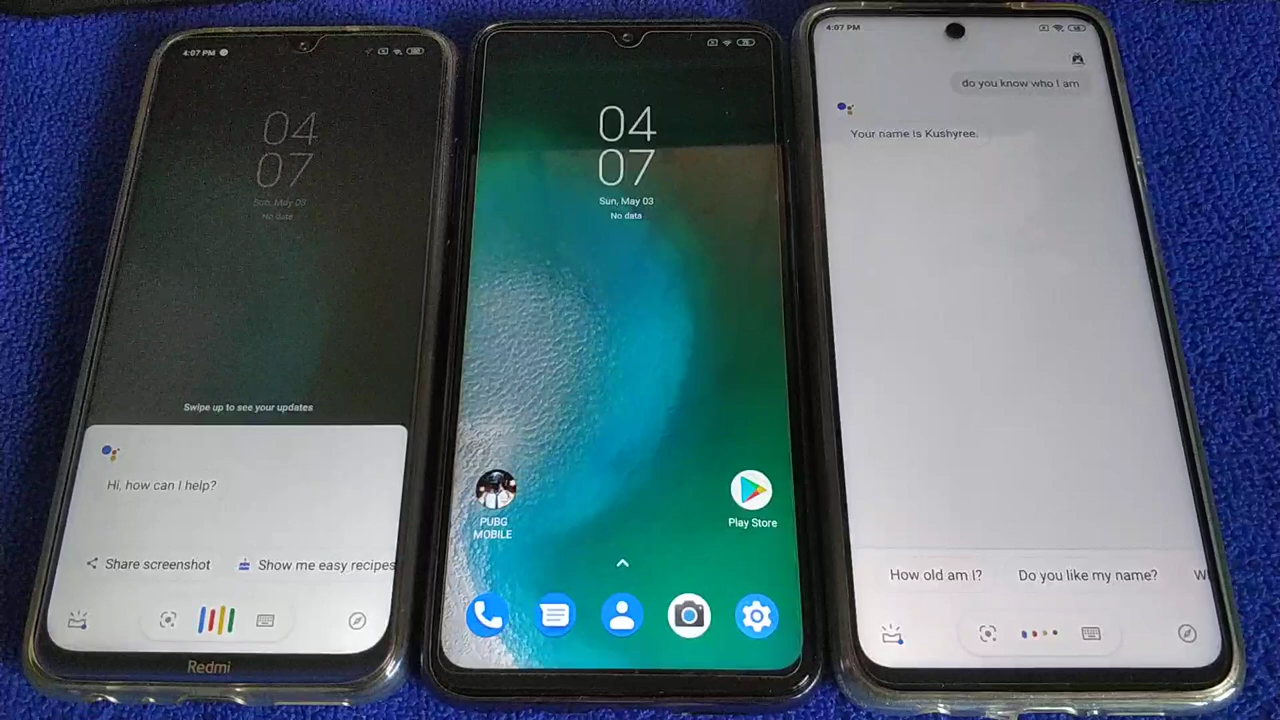 4:07 PM
04
07
Sun, May 03
No data
Swipe up to see your updates
Hi, how can I help?
Share screenshot
Show me easy recipes
Redmi
04
07
Sun, May 03
No data
PUBG
MOBILE
Play Store
4:07 PM
do you know who I am
Your name is Kushyree.
How old am I?
Do you like my name?